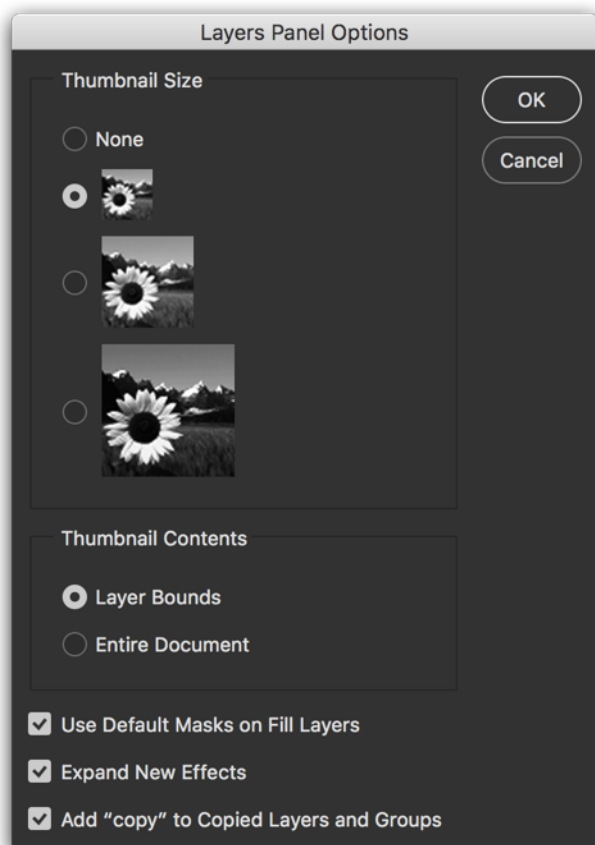 Layers Panel Options
Thumbnail Size
OK
None
Cancel
Thumbnail Contents
Layer Bounds
Entire Document
Use Default Masks on Fill Layers
Expand New Effects
Add “copy” to Copied Layers and Groups